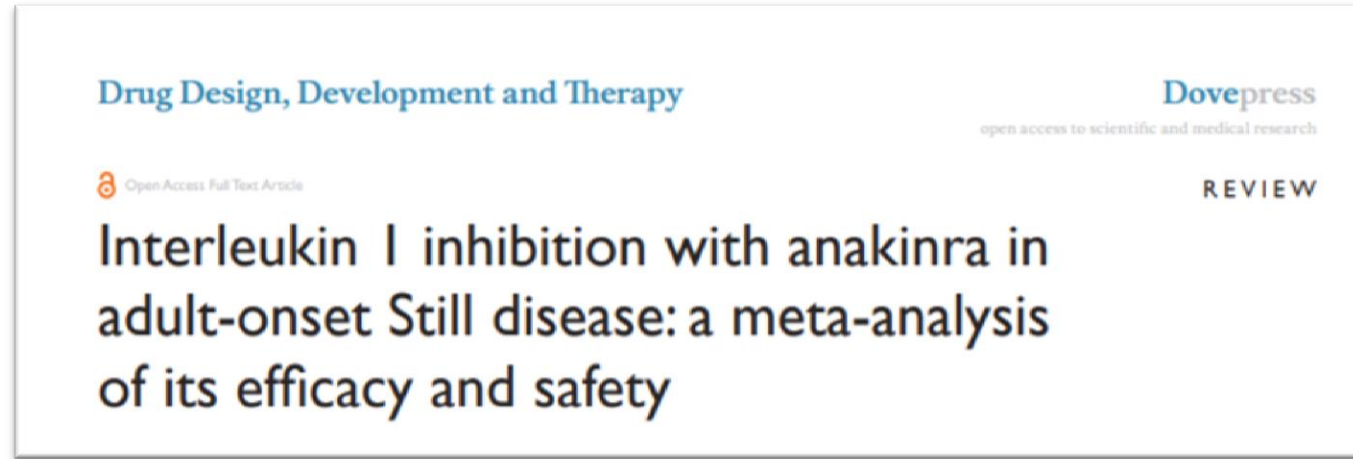 Drug Design, Development and Therapy
Dovepress
open access to scientific and medical research
Open Access Full Text Article
REVIEW
Interleukin 1 inhibition with anakinra in
adult-onset Still disease: a meta-analysis
of its efficacy and safety